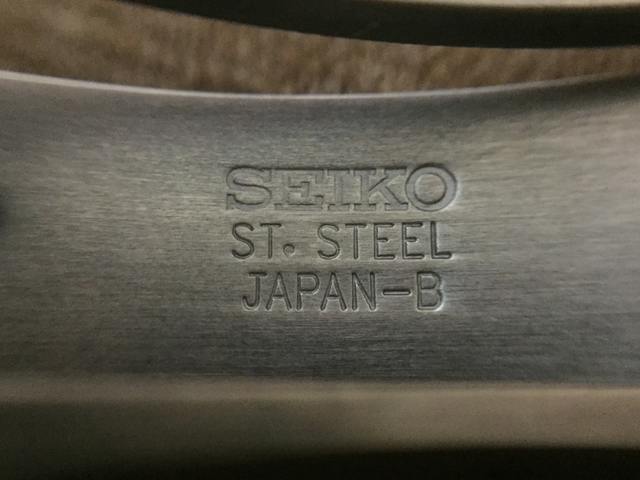 SEIKO
ST. STEEL
JAPAN-B